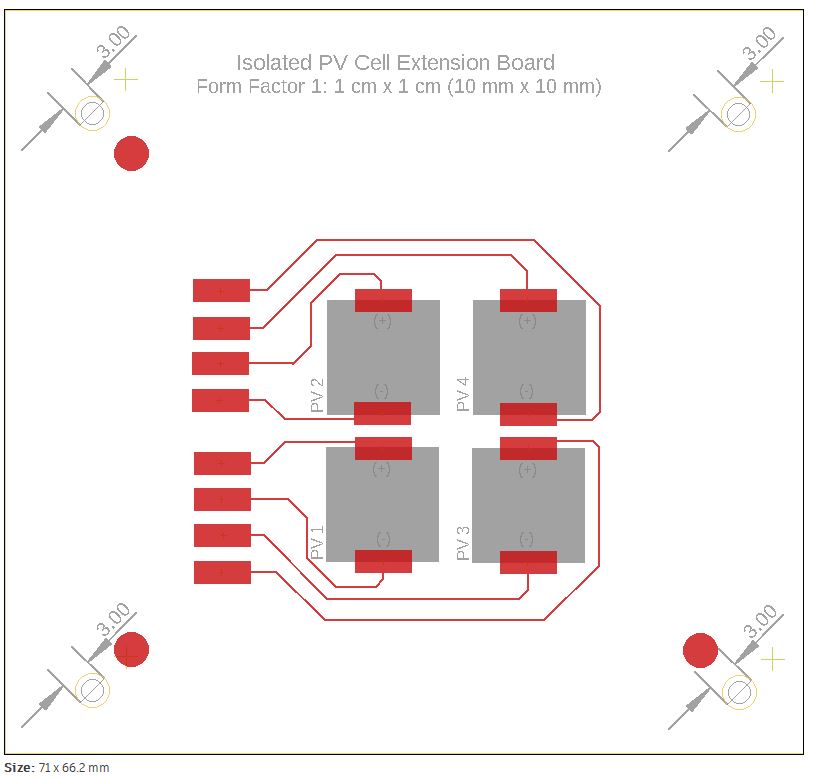 3.00
3.00
Isolated PV Cell Extension Board
Form Factor 1: 1 cm x 1 cm (10 mm x 10 mm)
(+)
(+)
PV 2
(-)
PV 4
(-)
(+)
(+)
PV 1
(-)
PV 3
(-)
3.00
3.00
Size: 71 x 66.2 mm